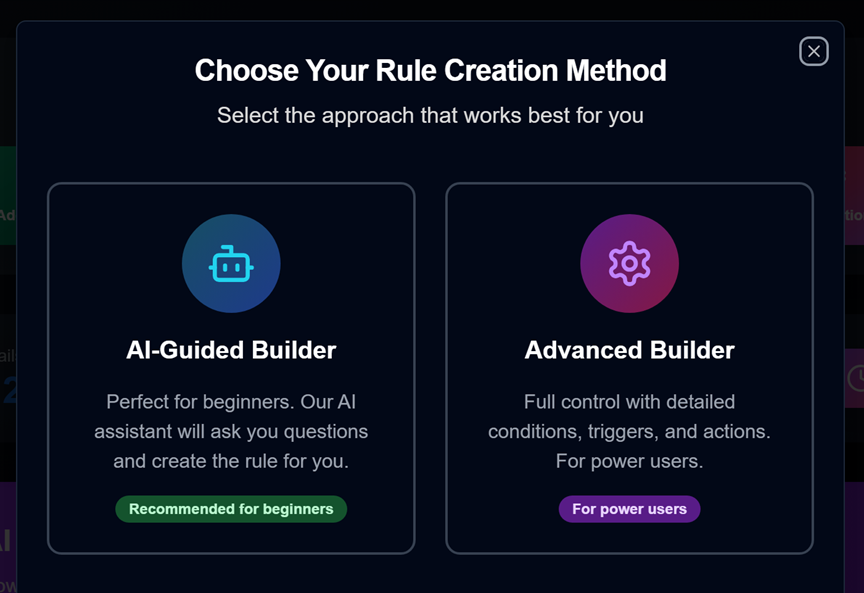 Choose Your Rule Creation Method
Select the approach that works best for you
AI-Guided Builder
Perfect for beginners. Our AI
assistant will ask you questions
and create the rule for you.
Recommended for beginners
Advanced Builder
Full control with detailed
conditions, triggers, and actions.
For power users.
For power users